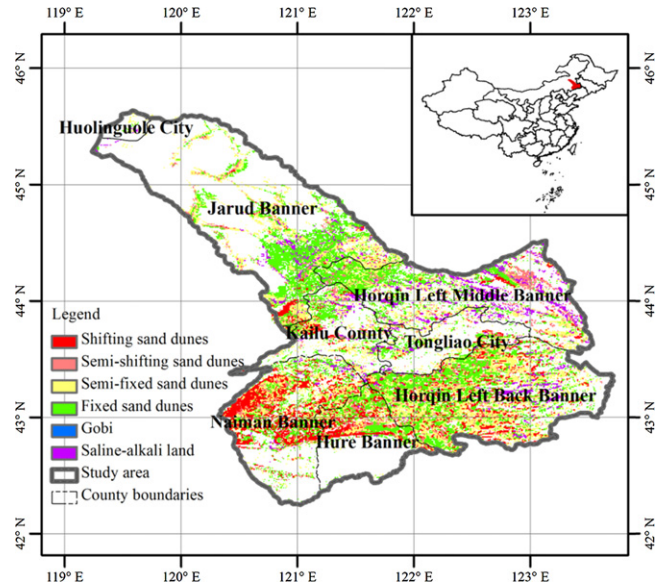 119° E 120° E 121° E 122° E 123° E
46° N
45° N
44° N
43° N
42° N
46° N
45° N
44° N
43° N
42° N
Huolinguole City
Jarud Banner
Horqin Left Middle Banner
Kailu County
Tongliao City
Horqin Left Back Banner
Naiman Banner
Hure Banner
Legend
Shifting sand dunes
Semi-shifting sand dunes
Semi-fixed sand dunes
Fixed sand dunes
Gobi
Saline-alkali land
Study area
County boundaries
119° E 120° E 121° E 122° E 123° E